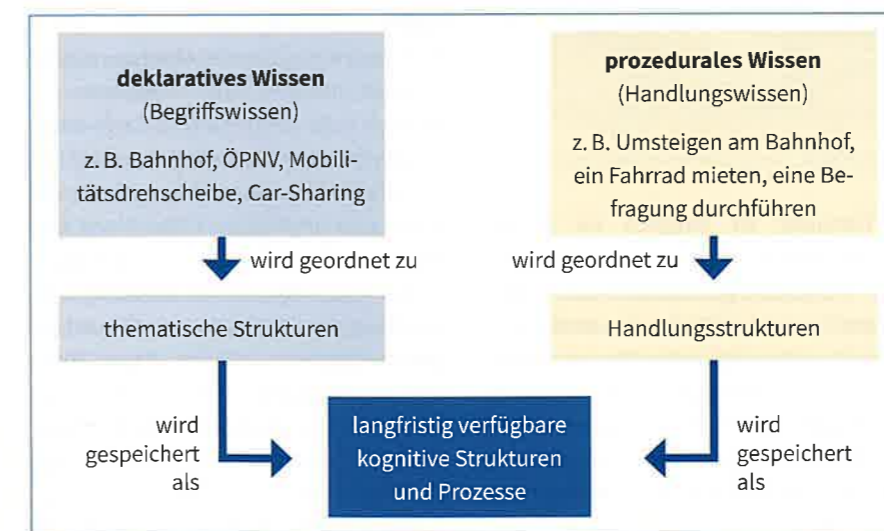 deklaratives Wissen
(Begriffswissen)
z. B. Bahnhof, ÖPNV, Mobili-
tätsdrehscheibe, Car-Sharing
prozedurales Wissen
(Handlungswissen)
z. B. Umsteigen am Bahnhof,
ein Fahrrad mieten, eine Be-
fragung durchführen
wird geordnet zu
wird geordnet zu
thematische Strukturen
Handlungsstrukturen
wird
gespeichert
als
langfristig verfügbare
kognitive Strukturen
und Prozesse
wird
gespeichert
als